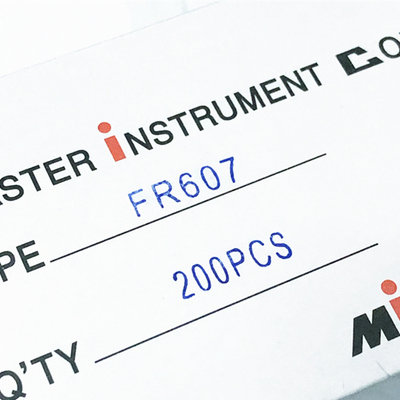 ASTER iNSTRUMENT CO
PE FR607
Q'TY 200PCS
Mi